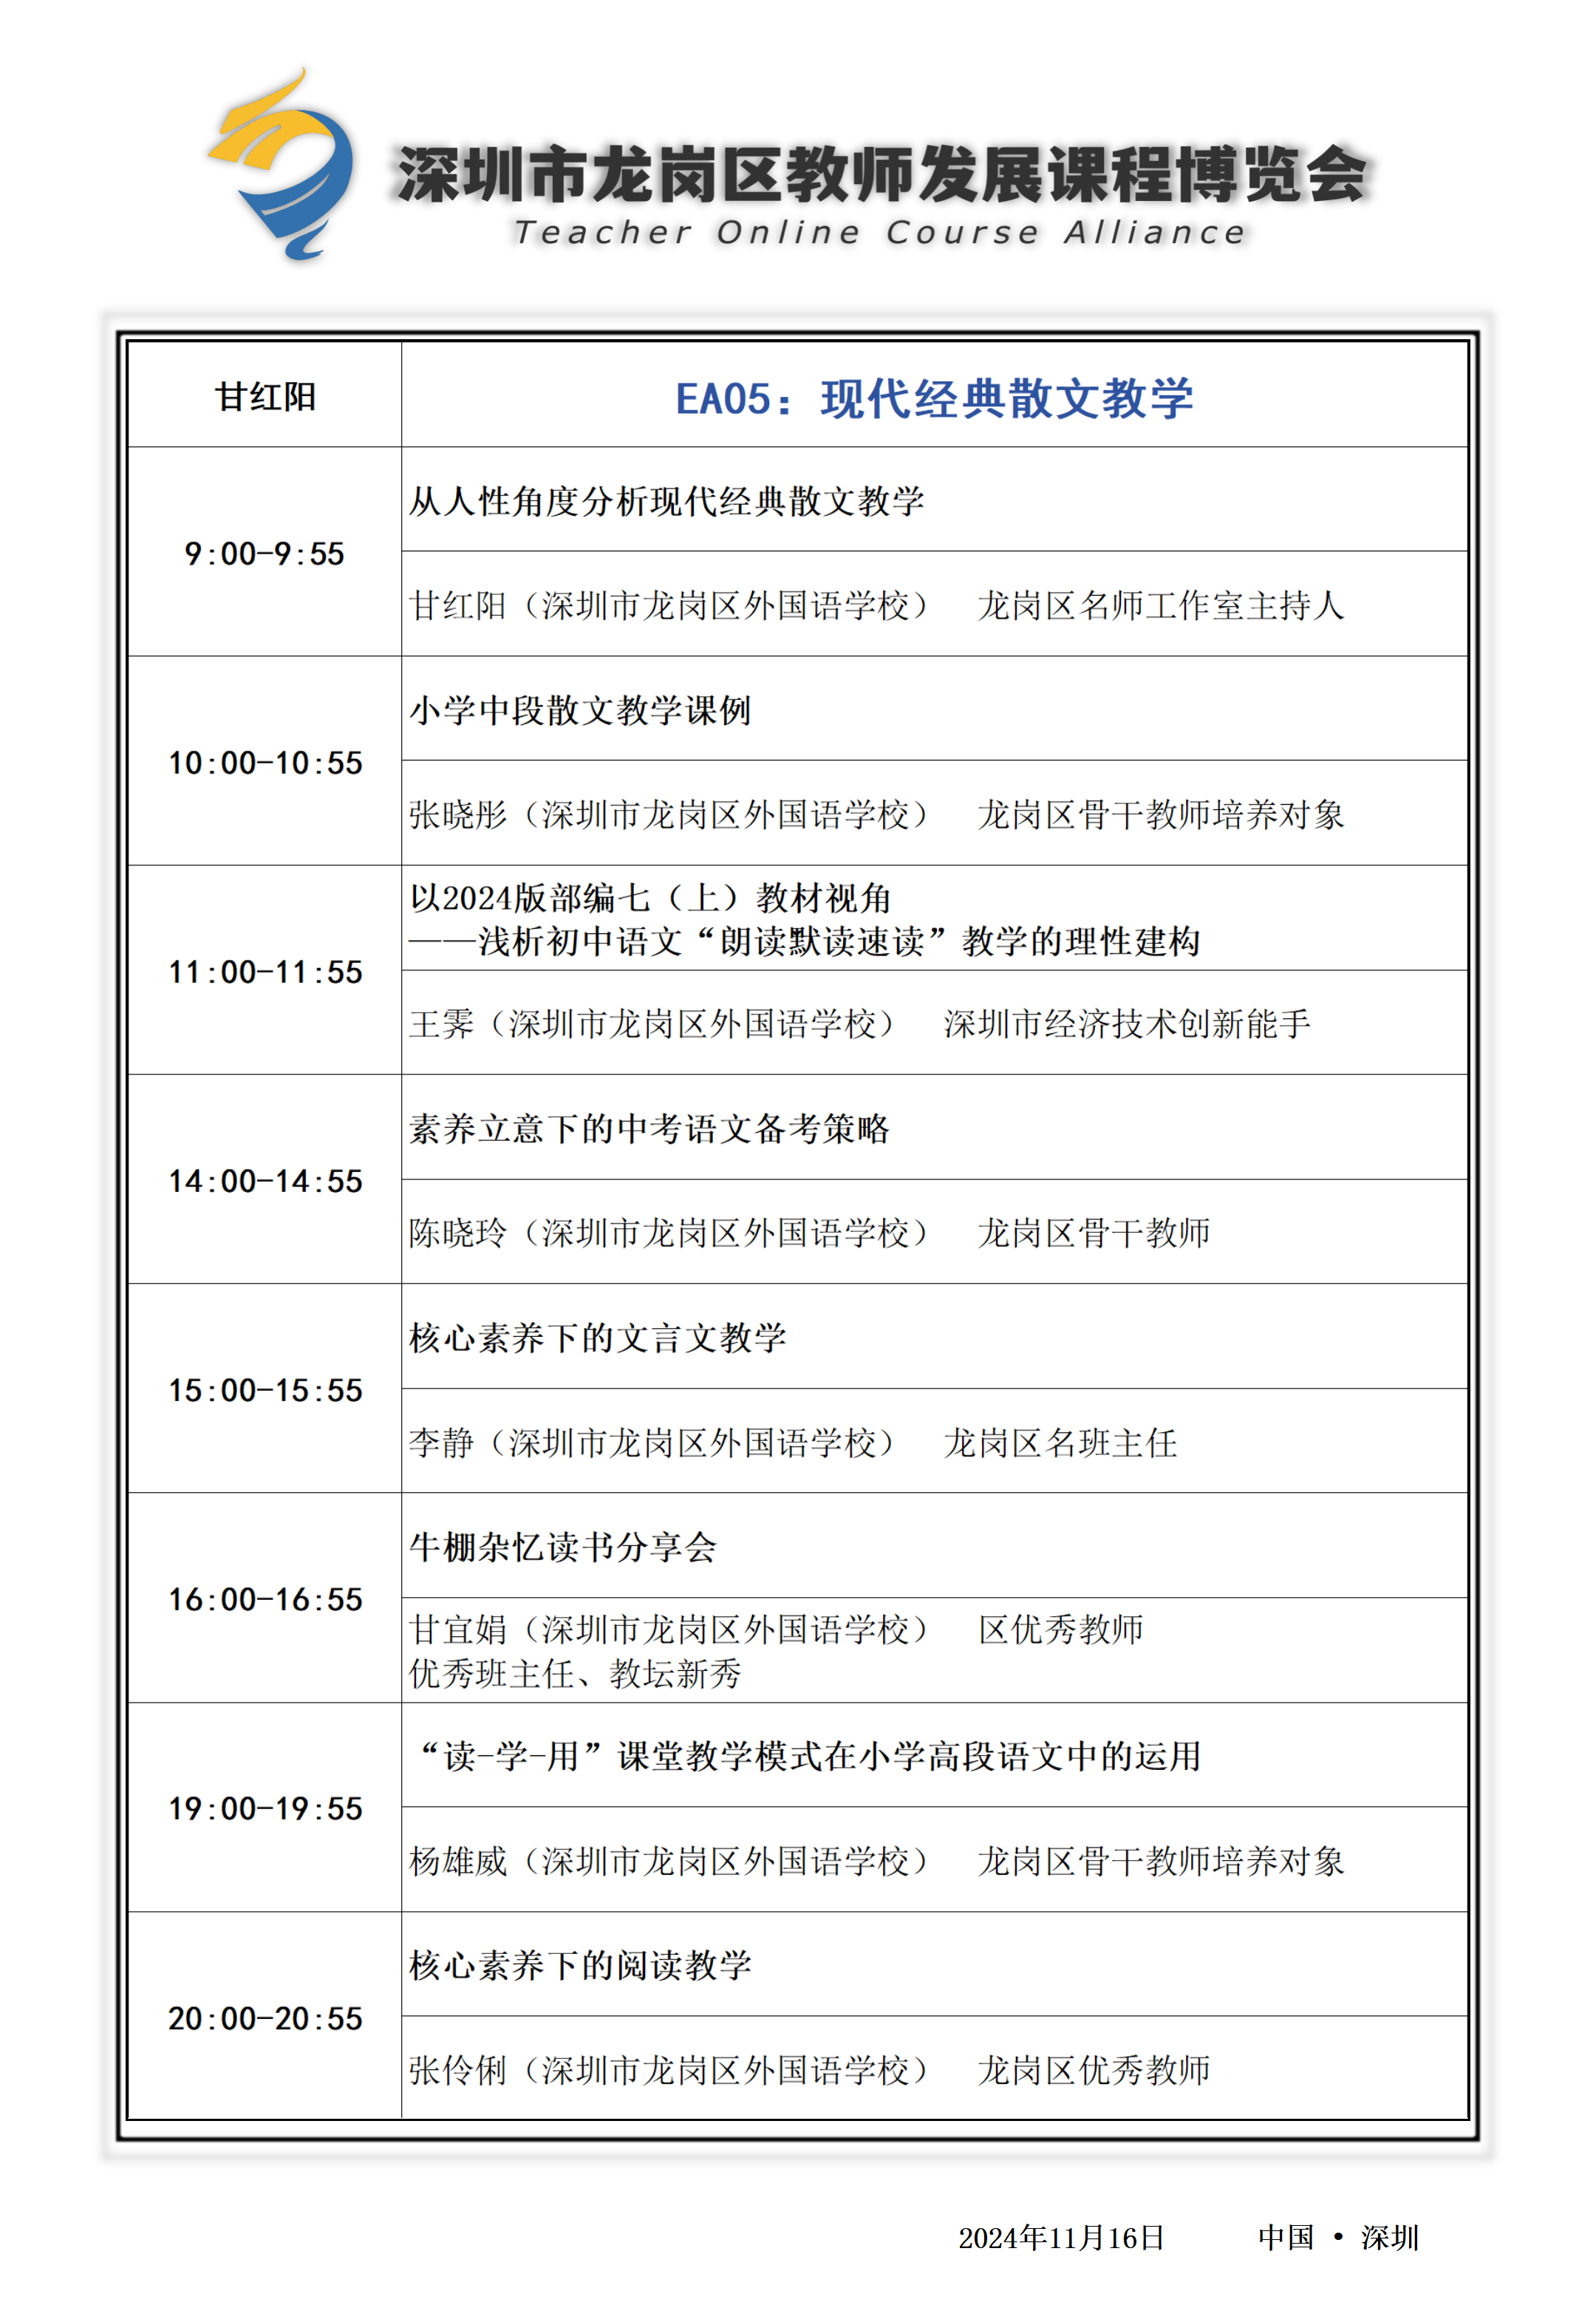 深圳市龙岗区教师发展课程博览会
Teacher Online Course Alliance
甘红阳
EA05：现代经典散文教学
9:00-9:55
从人性角度分析现代经典散文教学
甘红阳（深圳市龙岗区外国语学校） 龙岗区名师工作室主持人
10:00-10:55
小学中段散文教学课例
张晓彤（深圳市龙岗区外国语学校） 龙岗区骨干教师培养对象
11:00-11:55
以2024版部编七（上）教材视角
——浅析初中语文“朗读默读速读”教学的理性建构
王霁（深圳市龙岗区外国语学校） 深圳市经济技术创新能手
14:00-14:55
素养立意下的中考语文备考策略
陈晓玲（深圳市龙岗区外国语学校） 龙岗区骨干教师
15:00-15:55
核心素养下的文言文教学
李静（深圳市龙岗区外国语学校） 龙岗区名班主任
16:00-16:55
牛棚杂忆读书分享会
甘宜娟（深圳市龙岗区外国语学校） 区优秀教师
优秀班主任、教坛新秀
19:00-19:55
“读-学-用”课堂教学模式在小学高段语文中的运用
杨雄威（深圳市龙岗区外国语学校） 龙岗区骨干教师培养对象
20:00-20:55
核心素养下的阅读教学
张伶俐（深圳市龙岗区外国语学校） 龙岗区优秀教师
2024年11月16日 中国 • 深圳